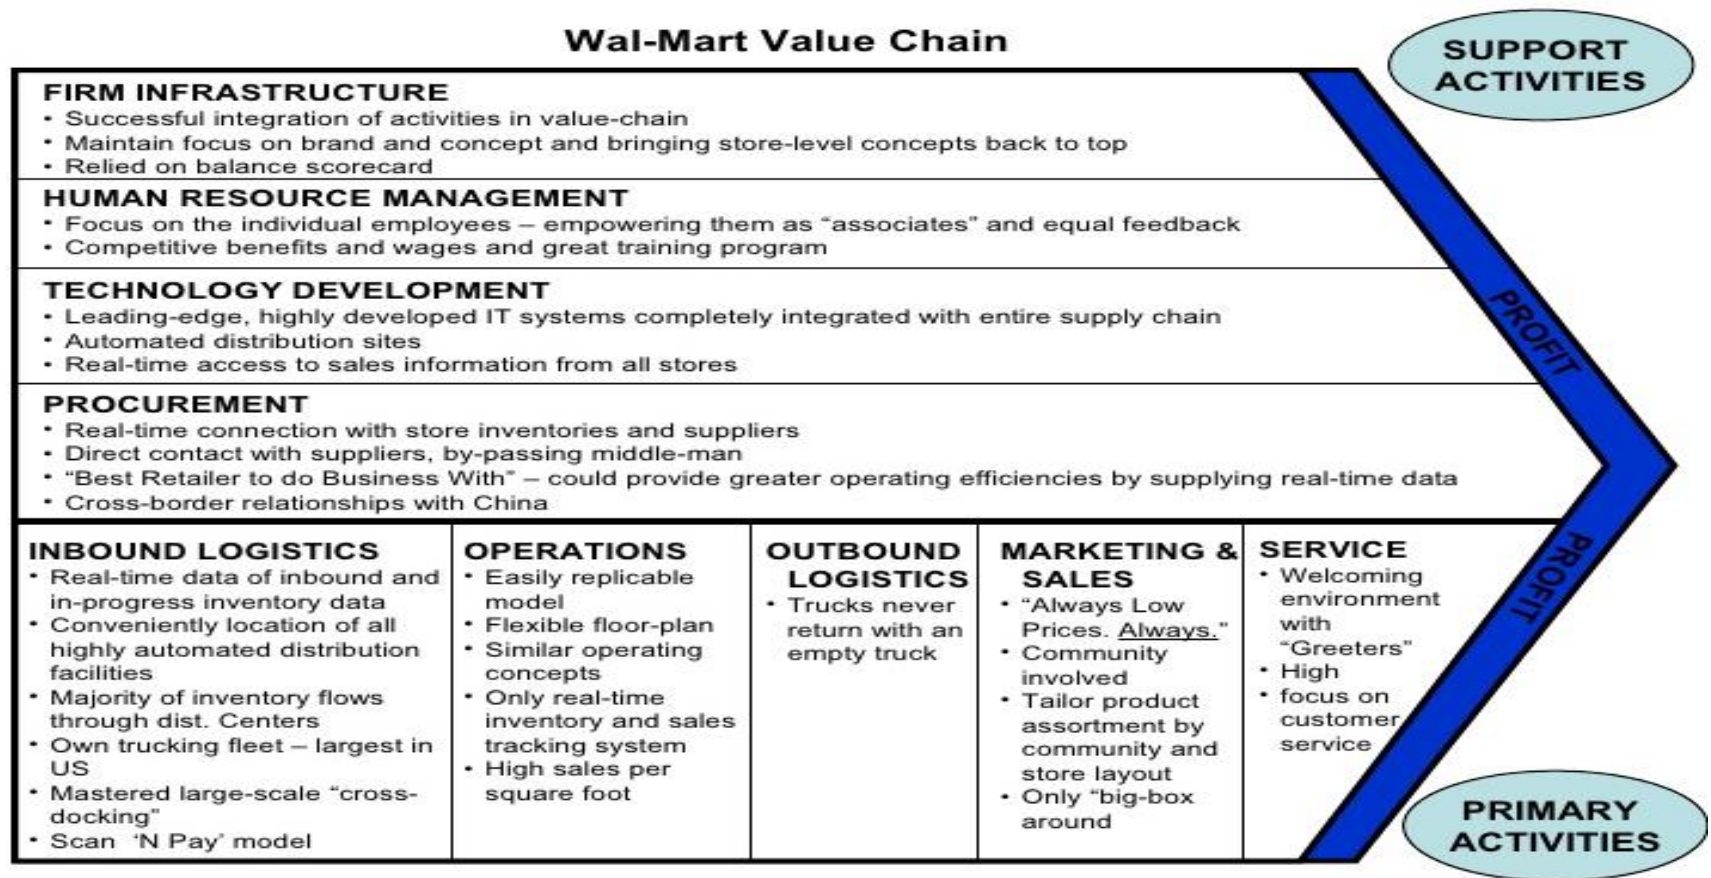 Wal-Mart Value Chain
SUPPORT
ACTIVITIES
FIRM INFRASTRUCTURE
• Successful integration of activities in value-chain
• Maintain focus on brand and concept and bringing store-level concepts back to top
• Relied on balance scorecard
HUMAN RESOURCE MANAGEMENT
• Focus on the individual employees – empowering them as “associates” and equal feedback
• Competitive benefits and wages and great training program
TECHNOLOGY DEVELOPMENT
• Leading-edge, highly developed IT systems completely integrated with entire supply chain
• Automated distribution sites
• Real-time access to sales information from all stores
PROFIT
PROCUREMENT
• Real-time connection with store inventories and suppliers
• Direct contact with suppliers, by-passing middle-man
• “Best Retailer to do Business With” – could provide greater operating efficiencies by supplying real-time data
• Cross-border relationships with China
INBOUND LOGISTICS
• Real-time data of inbound and
in-progress inventory data
• Conveniently location of all
highly automated distribution
facilities
• Majority of inventory flows
through dist. Centers
• Own trucking fleet – largest in
US
• Mastered large-scale “cross-
docking”
• Scan ‘N Pay’ model
OPERATIONS
• Easily replicable
model
• Flexible floor-plan
• Similar operating
concepts
• Only real-time
inventory and sales
tracking system
• High sales per
square foot
OUTBOUND
LOGISTICS
• Trucks never
return with an
empty truck
MARKETING &
SALES
• “Always Low
Prices. Always.”
• Community
involved
• Tailor product
assortment by
community and
store layout
• Only “big-box
around
SERVICE
• Welcoming
environment
with
“Greeters”
• High
• focus on
customer
service
PROFIT
PRIMARY
ACTIVITIES